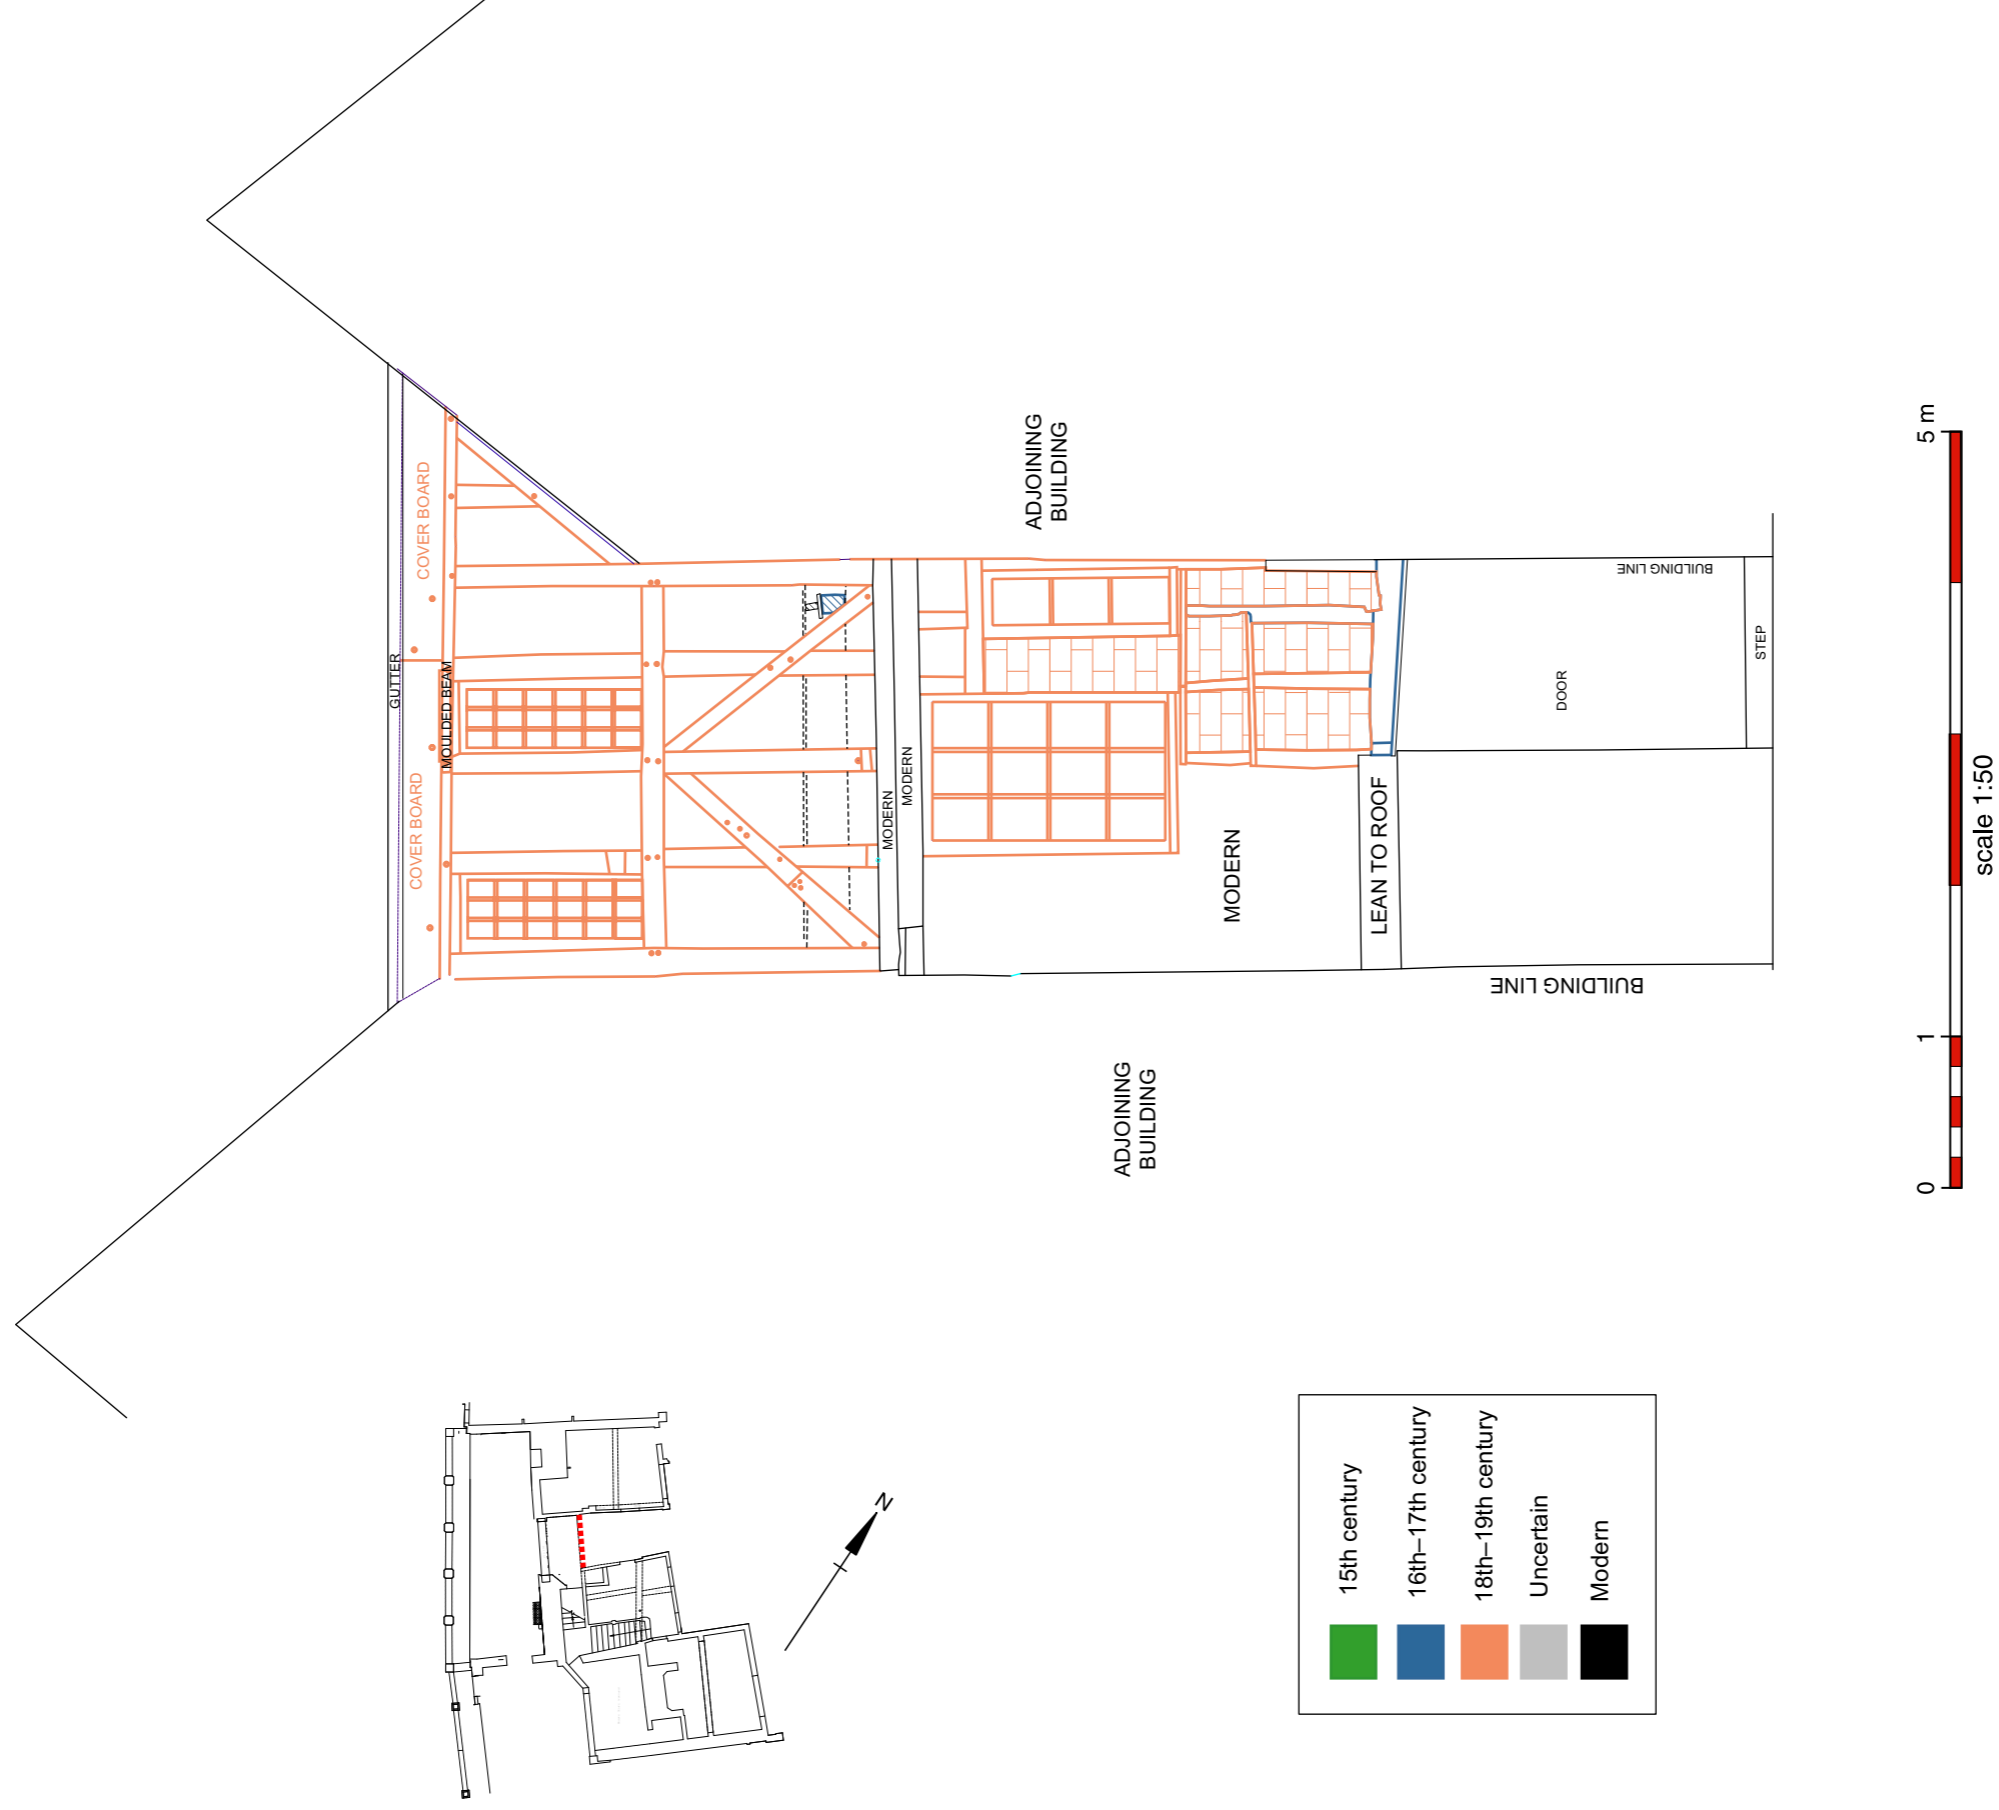 GUTTER
COVER BOARD
COVER BOARD
MOULDED BEAM
MODERN
MODERN
ADJOINING
BUILDING
ADJOINING
BUILDING
MODERN
LEAN TO ROOF
DOOR
BUILDING LINE
STEP
BUILDING LINE
N
15th century
16th–17th century
18th–19th century
Uncertain
Modern
0
1
5 m
scale 1:50